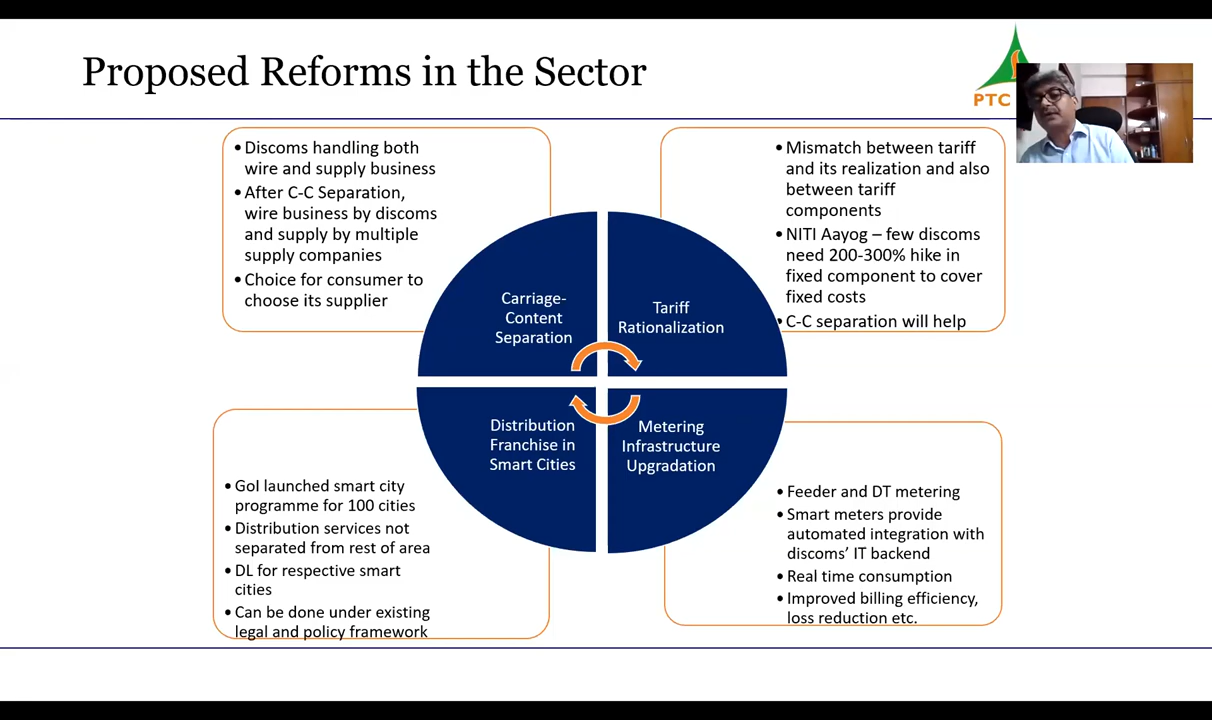 Proposed Reforms in the Sector
PTC
• Discoms handling both
wire and supply business
• After C-C Separation,
wire business by discoms
and supply by multiple
supply companies
• Choice for consumer to
choose its supplier
• Mismatch between tariff
and its realization and also
between tariff
components
• NITI Aayog – few discoms
need 200-300% hike in
fixed component to cover
fixed costs
• C-C separation will help
Carriage-
Content
Separation
Tariff
Rationalization
Distribution
Franchise in
Smart Cities
Metering
Infrastructure
Upgradation
• GoI launched smart city
programme for 100 cities
• Distribution services not
separated from rest of area
• DL for respective smart
cities
• Can be done under existing
legal and policy framework
• Feeder and DT metering
• Smart meters provide
automated integration with
discoms’ IT backend
• Real time consumption
• Improved billing efficiency,
loss reduction etc.